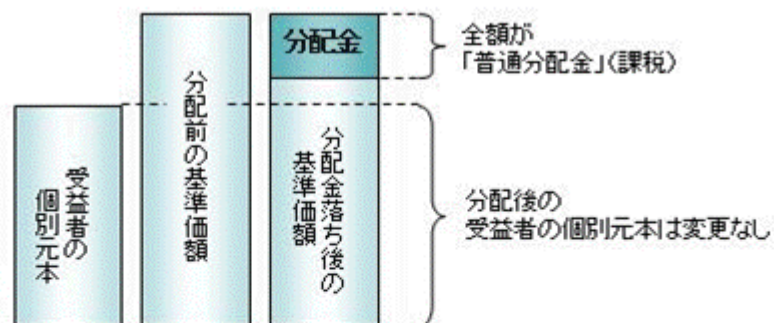 受益者の
個別元本
分配前の基準価額
分配金
分配金落ち後の
基準価額
全額が
「普通分配金」(課税)
分配後の
受益者の個別元本は変更なし